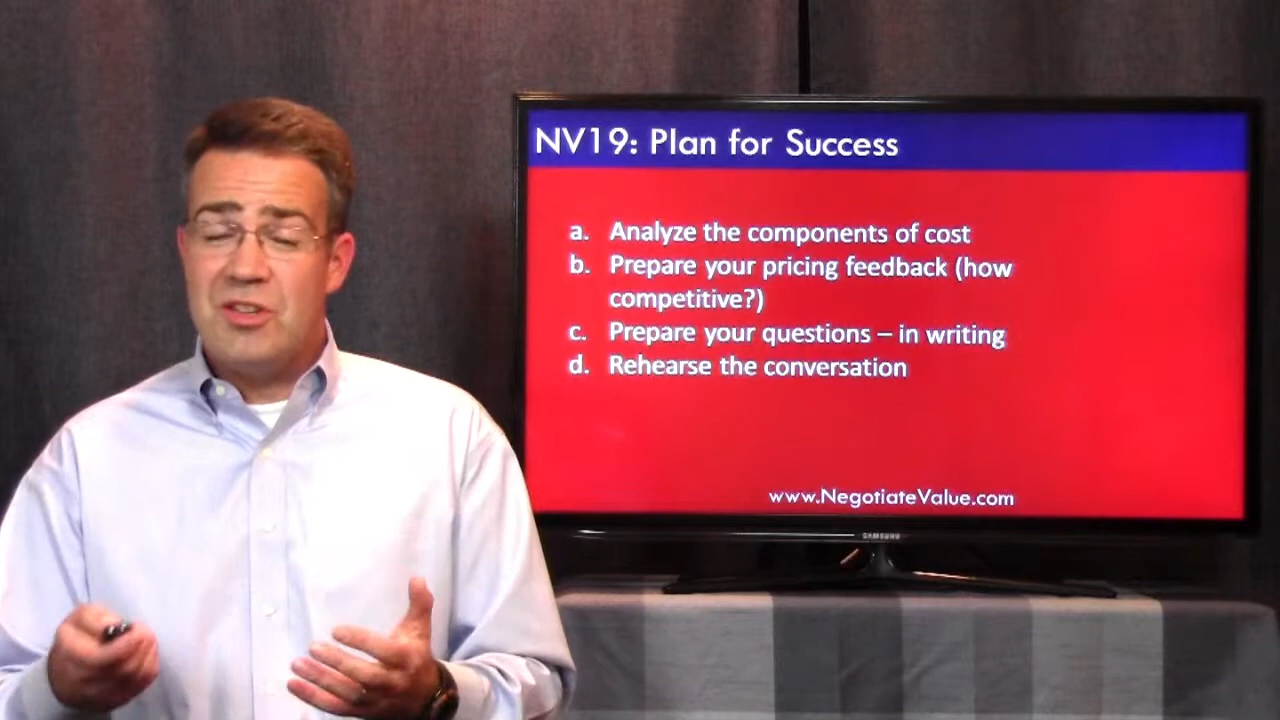 NV19: Plan for Success
a. Analyze the components of cost
b. Prepare your pricing feedback (how
competitive?)
c. Prepare your questions – in writing
d. Rehearse the conversation
www.NegotiateValue.com
SAMSUNG